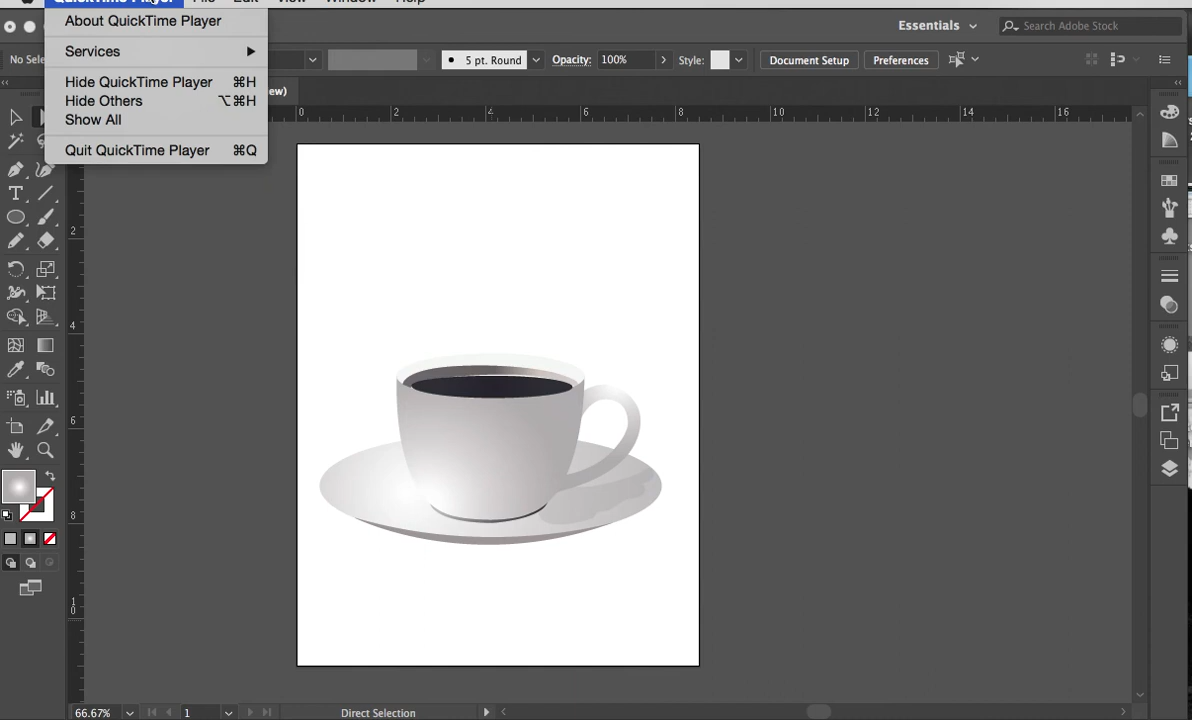 QuickTime Player File Edit View Window Help
About QuickTime Player
Services
Hide QuickTime Player ⌘H
Hide Others ⌥⌘H
Show All
Quit QuickTime Player ⌘Q
Essentials
Search Adobe Stock
No Sele
5 pt. Round
Opacity: 100%
Style:
Document Setup
Preferences
ew)
0 2 4 6 8 10 12 14 16
2
4
6
8
1
0
66.67%
1
Direct Selection